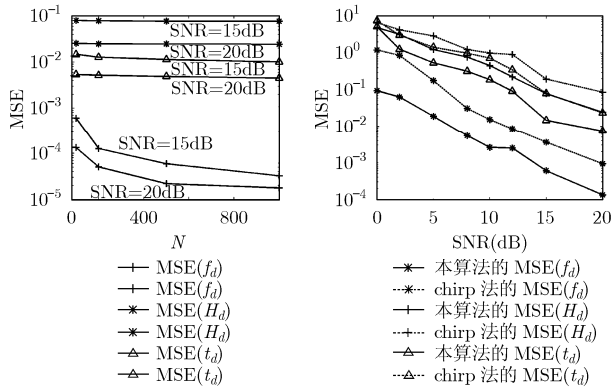 10⁻¹
10⁻²
10⁻³
10⁻⁴
10⁻⁵
MSE
SNR=15dB
SNR=20dB
SNR=15dB
SNR=20dB
SNR=15dB
SNR=20dB
0 400 800
N
MSE(f_d)
MSE(f_d)
MSE(H_d)
MSE(H_d)
MSE(t_d)
MSE(t_d)
10¹
10⁰
10⁻¹
10⁻²
10⁻³
10⁻⁴
MSE
0 5 10 15 20
SNR(dB)
本算法的 MSE(f_d)
chirp 法的 MSE(f_d)
本算法的 MSE(H_d)
chirp 法的 MSE(H_d)
本算法的 MSE(t_d)
chirp 法的 MSE(t_d)